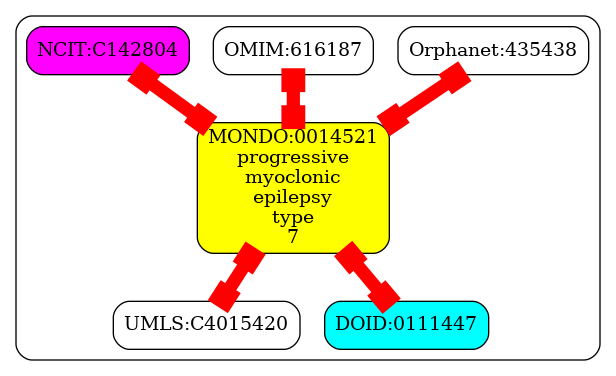 NCIT:C142804
OMIM:616187
Orphanet:435438
MONDO:0014521
progressive
myoclonic
epilepsy
type
7
UMLS:C4015420
DOID:0111447